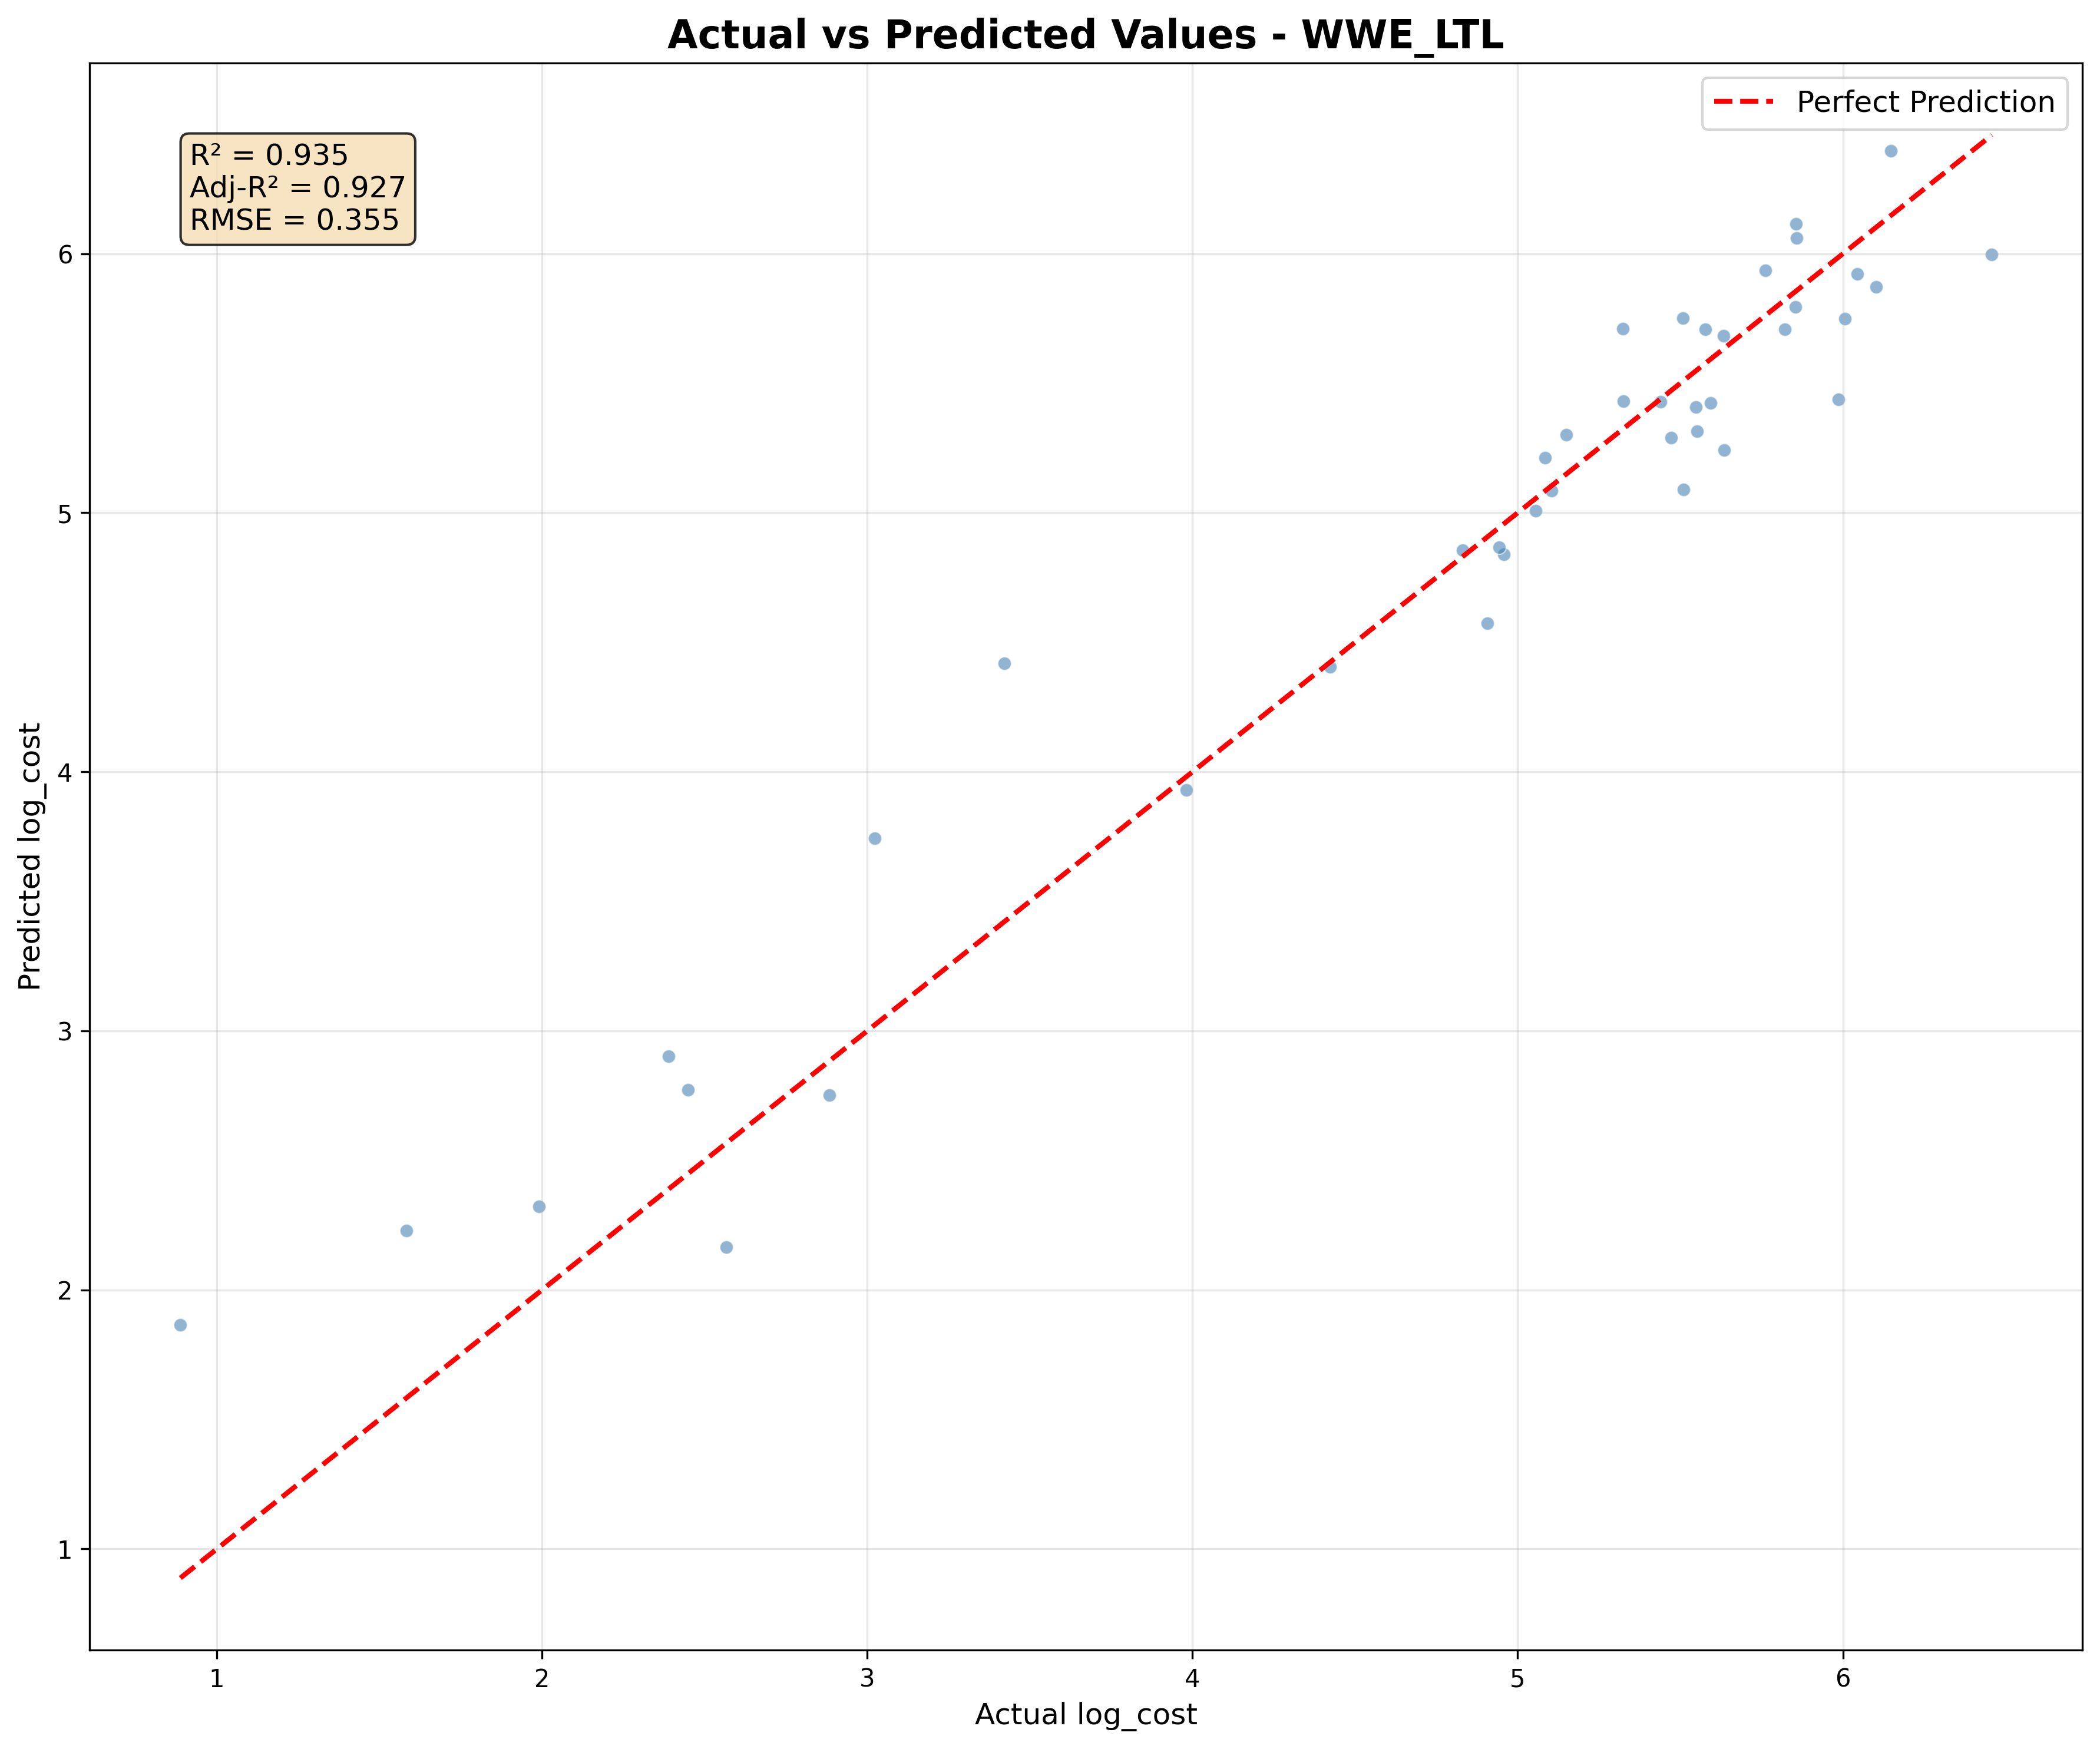 Actual vs Predicted Values - WWE_LTL
Perfect Prediction
R² = 0.935
Adj-R² = 0.927
RMSE = 0.355
6
5
4
3
2
1
Predicted log_cost
1 2 3 4 5 6
Actual log_cost